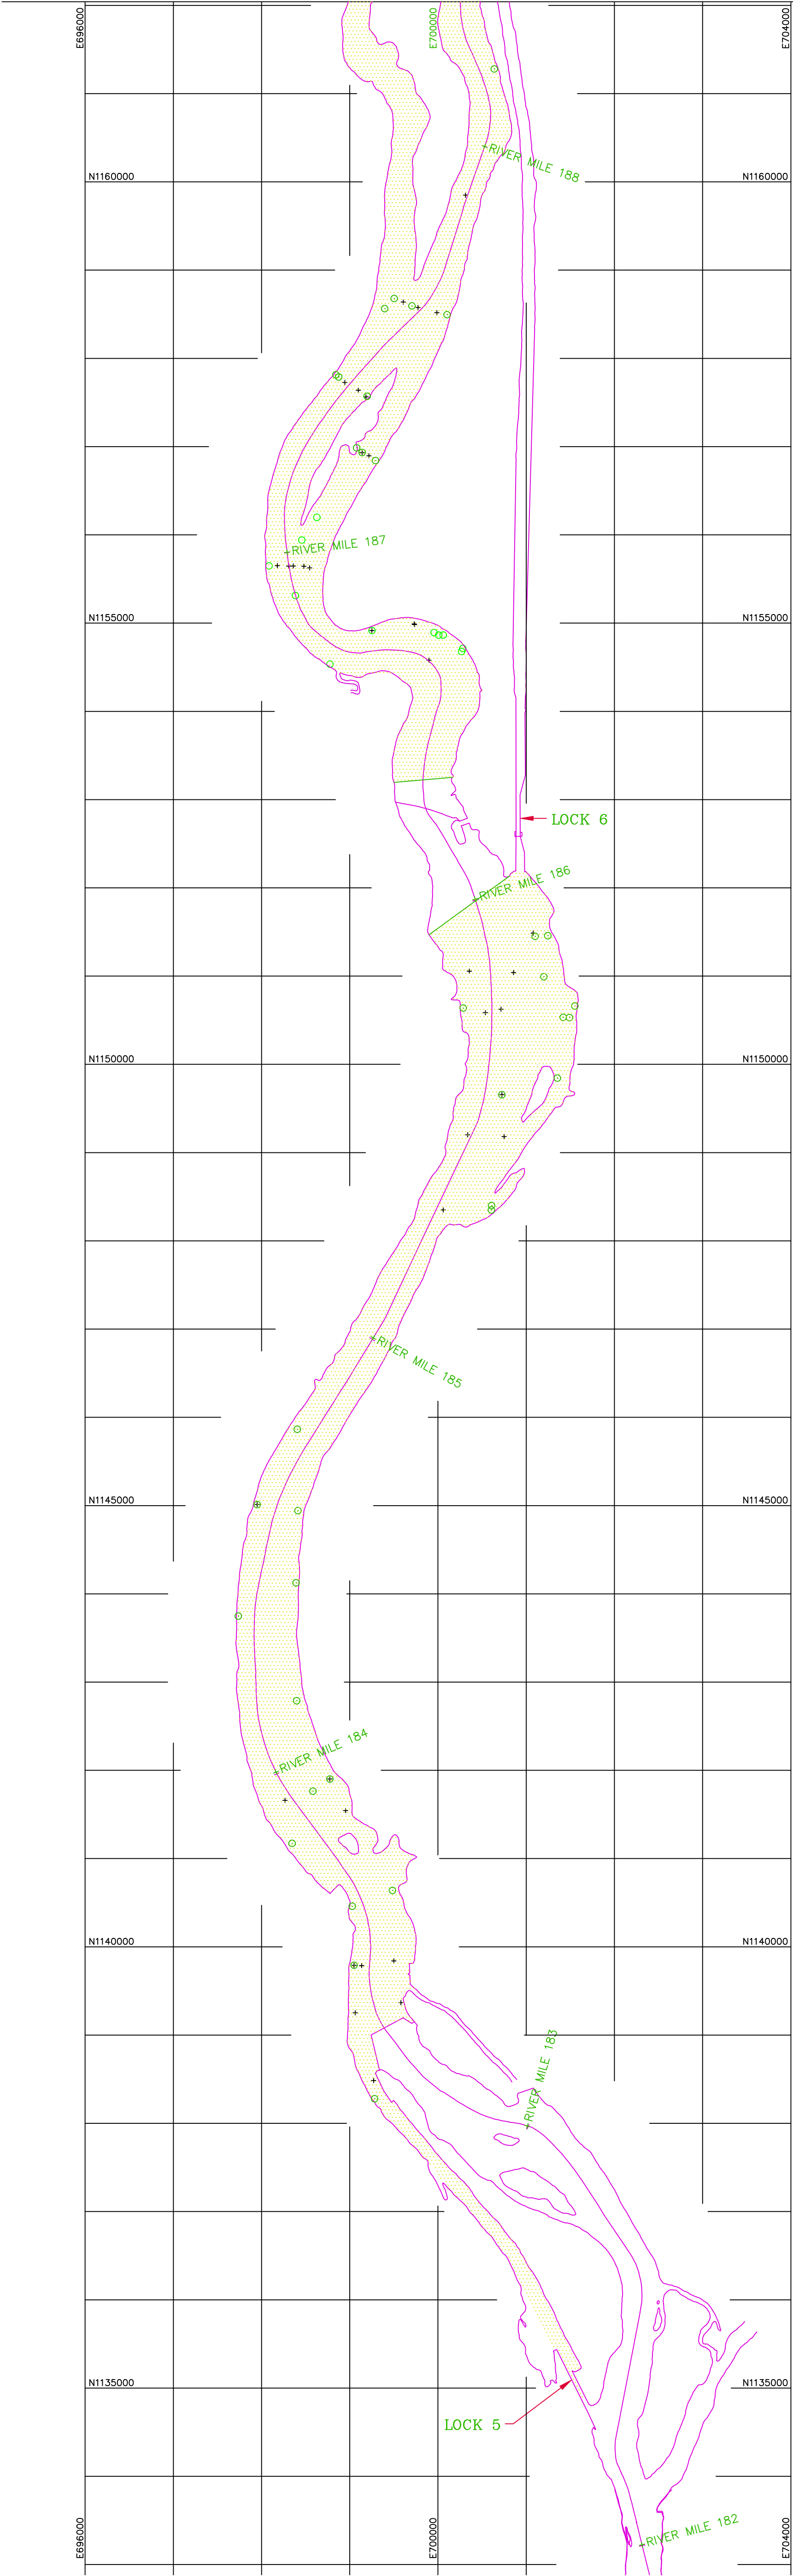 E696000
E700000
E704000
RIVER MILE 188
N1160000
N1160000
RIVER MILE 187
N1155000
N1155000
LOCK 6
RIVER MILE 186
N1150000
N1150000
RIVER MILE 185
N1145000
N1145000
RIVER MILE 184
N1140000
N1140000
RIVER MILE 183
N1135000
N1135000
LOCK 5
RIVER MILE 182
E696000
E700000
E704000